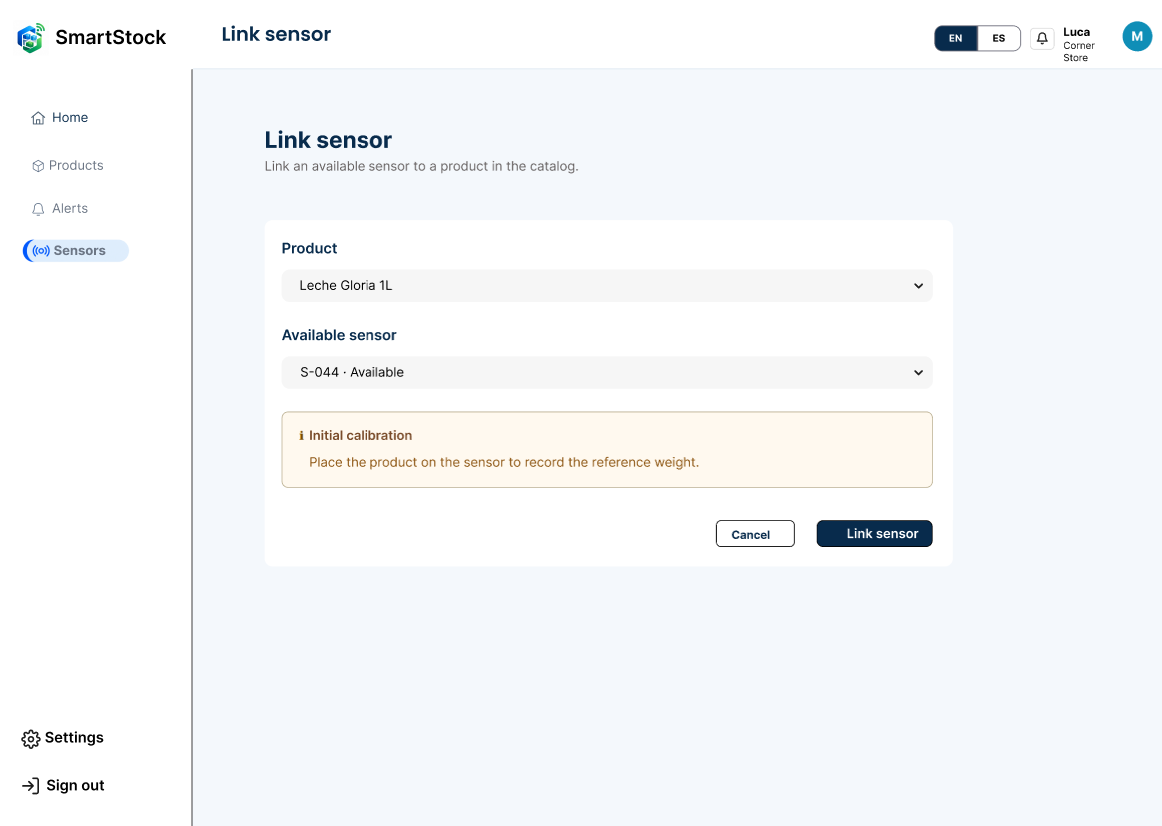 SmartStock
Link sensor
EN
ES
Luca
Corner
Store
M
Home
Products
Alerts
Sensors
Link sensor
Link an available sensor to a product in the catalog.
Product
Leche Gloria 1L
Available sensor
S-044 · Available
Initial calibration
Place the product on the sensor to record the reference weight.
Cancel
Link sensor
Settings
Sign out